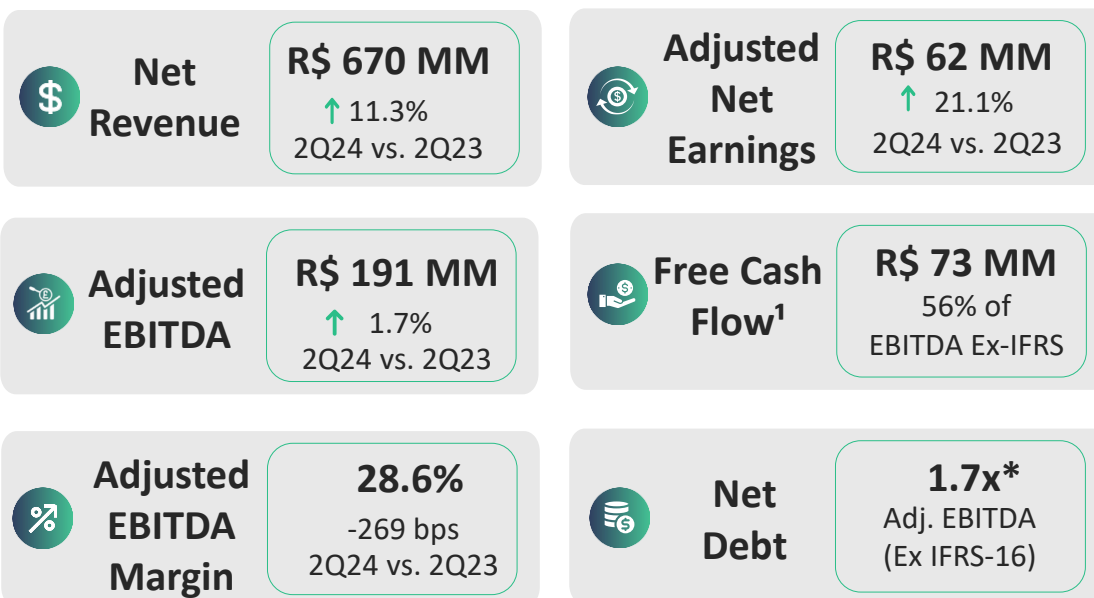 Net
Revenue
R$ 670 MM
↑ 11.3%
2Q24 vs. 2Q23
Adjusted
Net
Earnings
R$ 62 MM
↑ 21.1%
2Q24 vs. 2Q23
Adjusted
EBITDA
R$ 191 MM
↑ 1.7%
2Q24 vs. 2Q23
Free Cash
Flow¹
R$ 73 MM
56% of
EBITDA Ex-IFRS
Adjusted
EBITDA
Margin
28.6%
-269 bps
2Q24 vs. 2Q23
Net
Debt
1.7x*
Adj. EBITDA
(Ex IFRS-16)